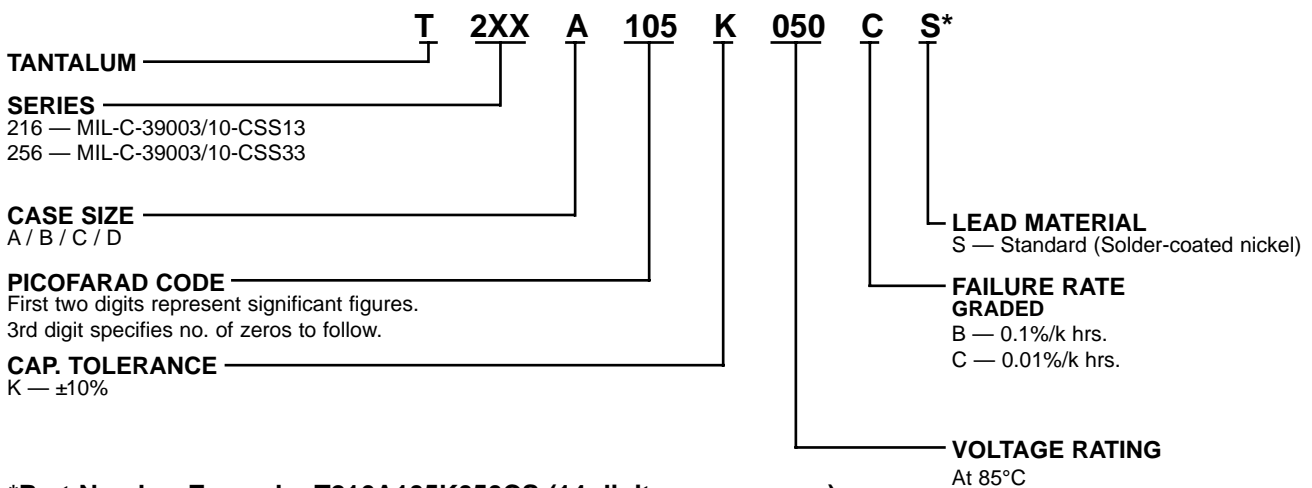 T 2XX A 105 K 050 C S*
TANTALUM
SERIES
216 — MIL-C-39003/10-CSS13
256 — MIL-C-39003/10-CSS33
CASE SIZE
A / B / C / D
PICOFARAD CODE
First two digits represent significant figures.
3rd digit specifies no. of zeros to follow.
CAP. TOLERANCE
K — ±10%
LEAD MATERIAL
S — Standard (Solder-coated nickel)
FAILURE RATE
GRADED
B — 0.1%/k hrs.
C — 0.01%/k hrs.
VOLTAGE RATING
At 85°C